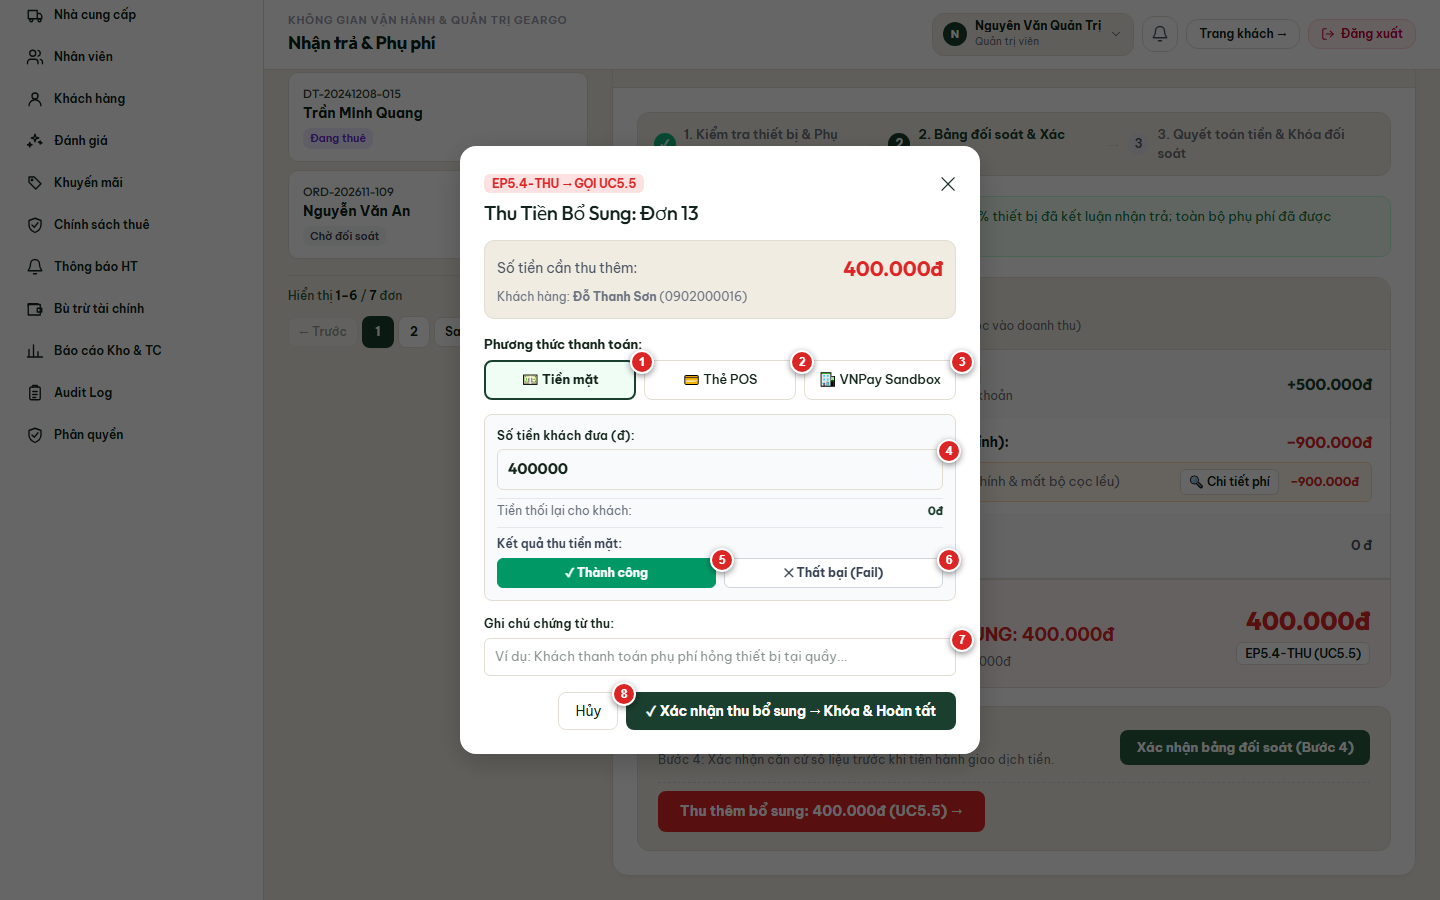 Nhà cung cấp
Nhân viên
Khách hàng
Đánh giá
Khuyến mãi
Chính sách thuê
Thông báo HT
Bù trừ tài chính
Báo cáo Kho & TC
Audit Log
Phân quyền
KHÔNG GIAN VẬN HÀNH & QUẢN TRỊ GEARGO
Nhận trả & Phụ phí
N
Nguyễn Văn Quản Trị
Quản trị viên
Trang khách →
Đăng xuất
DT-20241208-015
Trần Minh Quang
Đang thuê
ORD-202611-109
Nguyễn Văn An
Chờ đối soát
Hiển thị 1–6 / 7 đơn
← Trước
1
2
Sa
1. Kiểm tra thiết bị & Phụ
2
2. Bảng đối soát & Xác
3
3. Quyết toán tiền & Khóa đối
soát
% thiết bị đã kết luận nhận trả; toàn bộ phụ phí đã được
ọc vào doanh thu)
+500.000đ
khoản
ính):
-900.000đ
hính & mất bộ cọc lều)
🔍 Chi tiết phí
-900.000đ
0 đ
UNG: 400.000đ
400.000đ
000đ
EP5.4-THU (UC5.5)
Bước 4: Xác nhận căn cứ số liệu trước khi tiến hành giao dịch tiền.
Xác nhận bảng đối soát (Bước 4)
Thu thêm bổ sung: 400.000đ (UC5.5) →
EP5.4-THU → GỌI UC5.5
Thu Tiền Bổ Sung: Đơn 13
Số tiền cần thu thêm:
400.000đ
Khách hàng: Đỗ Thanh Sơn (0902000016)
Phương thức thanh toán:
💵 Tiền mặt
1
💳 Thẻ POS
2
🏦 VNPay Sandbox
3
Số tiền khách đưa (đ):
400000
4
Tiền thối lại cho khách:
0đ
Kết quả thu tiền mặt:
✓ Thành công
5
✕ Thất bại (Fail)
6
Ghi chú chứng từ thu:
Ví dụ: Khách thanh toán phụ phí hỏng thiết bị tại quầy...
7
Hủy
8
✓ Xác nhận thu bổ sung → Khóa & Hoàn tất